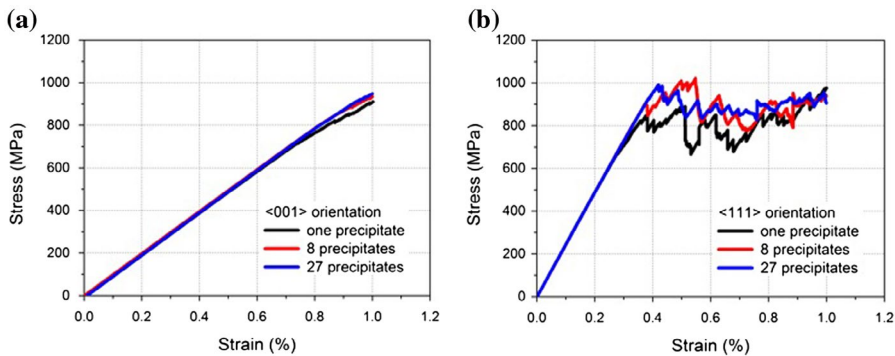 (a)
1200
1000
800
600
400
200
0
Stress (MPa)
<001> orientation
one precipitate
8 precipitates
27 precipitates
0.0 0.2 0.4 0.6 0.8 1.0 1.2
Strain (%)
(b)
1200
1000
800
600
400
200
0
Stress (MPa)
<111> orientation
one precipitate
8 precipitates
27 precipitates
0.0 0.2 0.4 0.6 0.8 1.0 1.2
Strain (%)